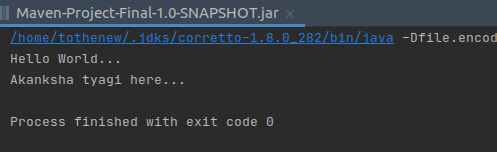 Maven-Project-Final-1.0-SNAPSHOT.jar ×
/home/tothenew/.jdks/corretto-1.8.0_282/bin/java -Dfile.encod
Hello World...
Akanksha tyagi here...
Process finished with exit code 0